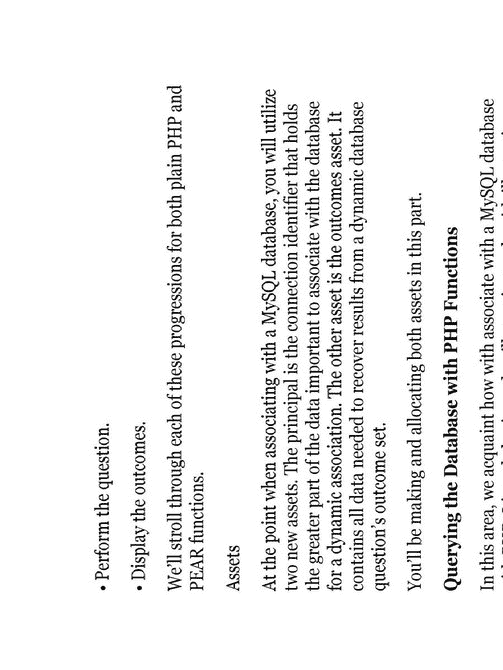 • Perform the question.
• Display the outcomes.
We'll stroll through each of these progressions for both plain PHP and
PEAR functions.
Assets
At the point when associating with a MySQL database, you will utilize
two new assets. The principal is the connection identifier that holds
the greater part of the data important to associate with the database
for a dynamic association. The other asset is the outcomes asset. It
contains all data needed to recover results from a dynamic database
question's outcome set.
You'll be making and allocating both assets in this part.
Querying the Database with PHP Functions
In this area, we acquaint how with associate with a MySQL database